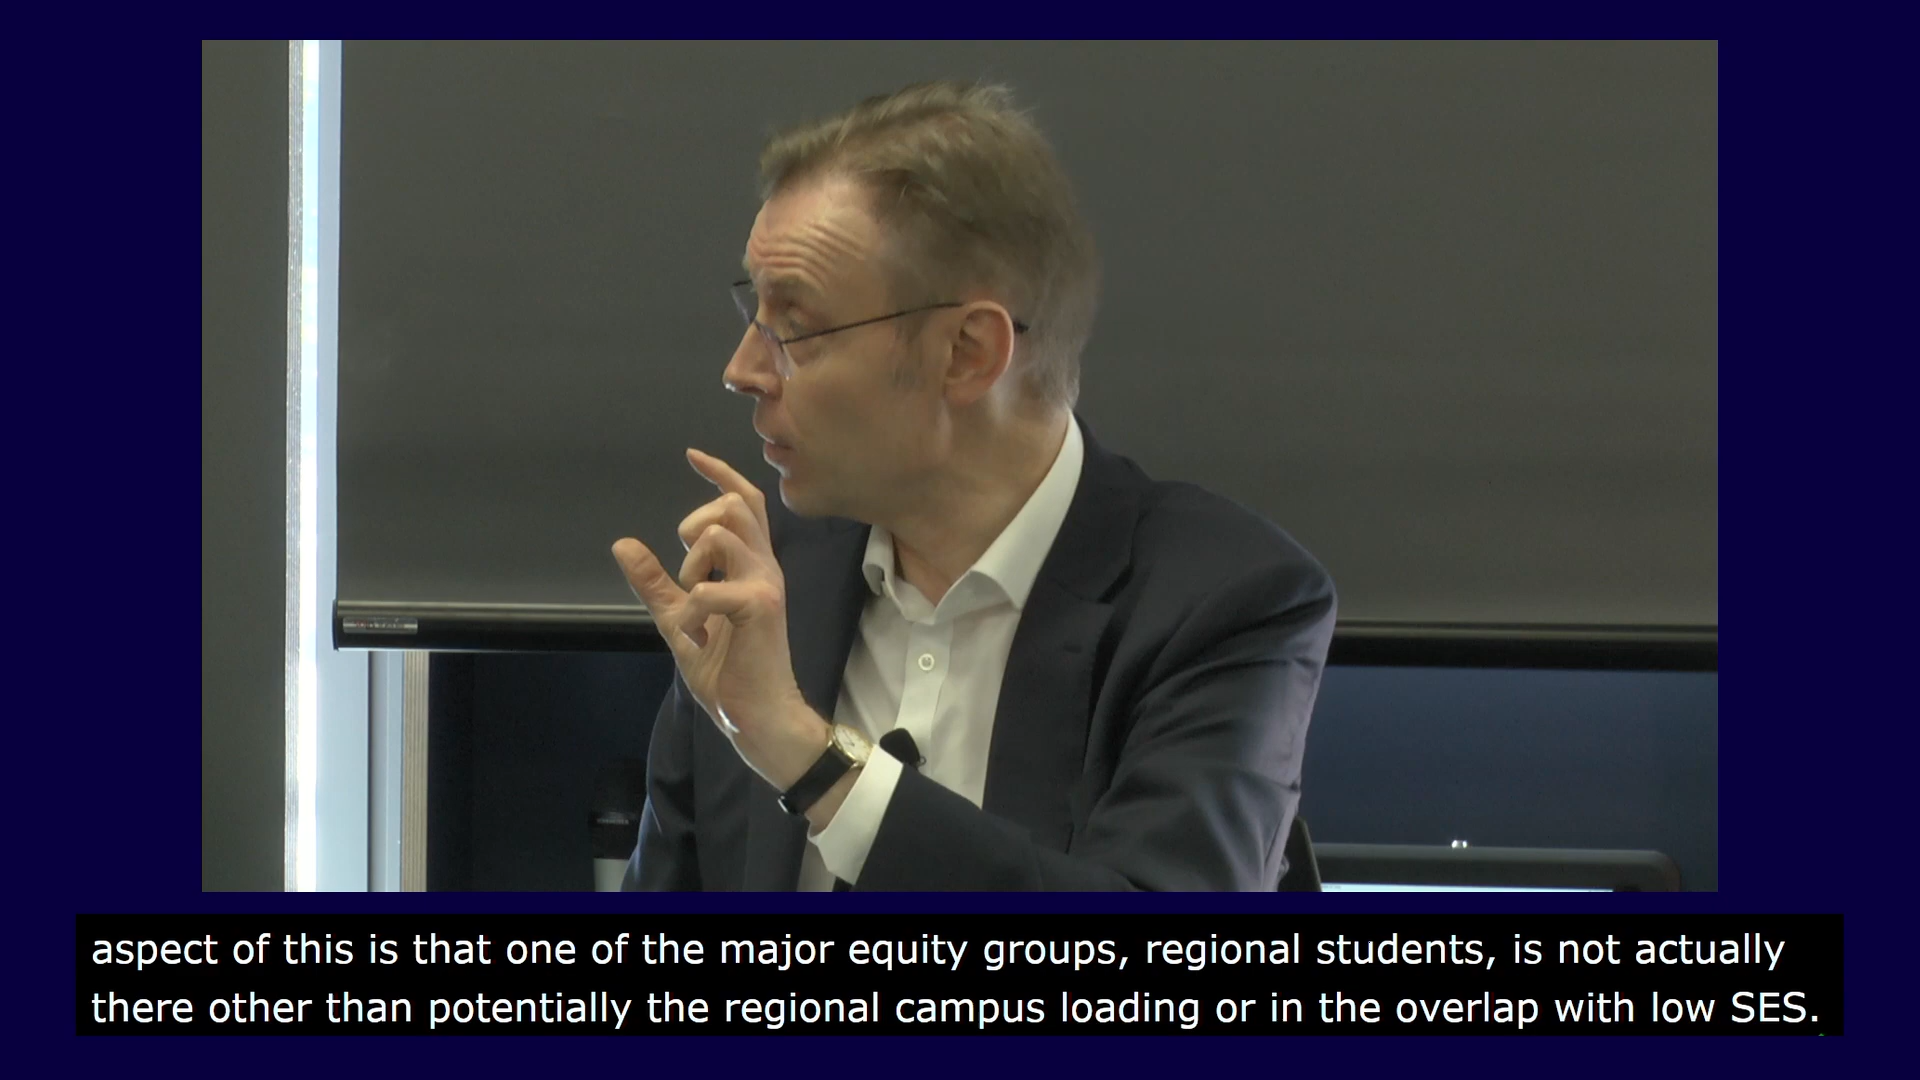 aspect of this is that one of the major equity groups, regional students, is not actually
there other than potentially the regional campus loading or in the overlap with low SES.